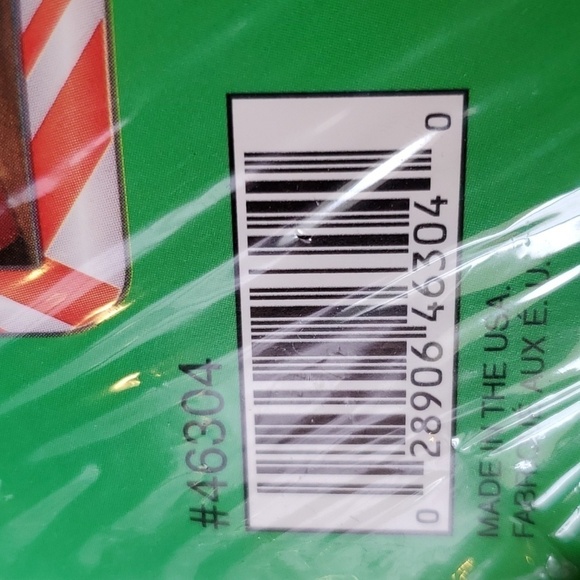 #46304
0 28906 46304 0
MADE IN THE USA.
AUX É. U.